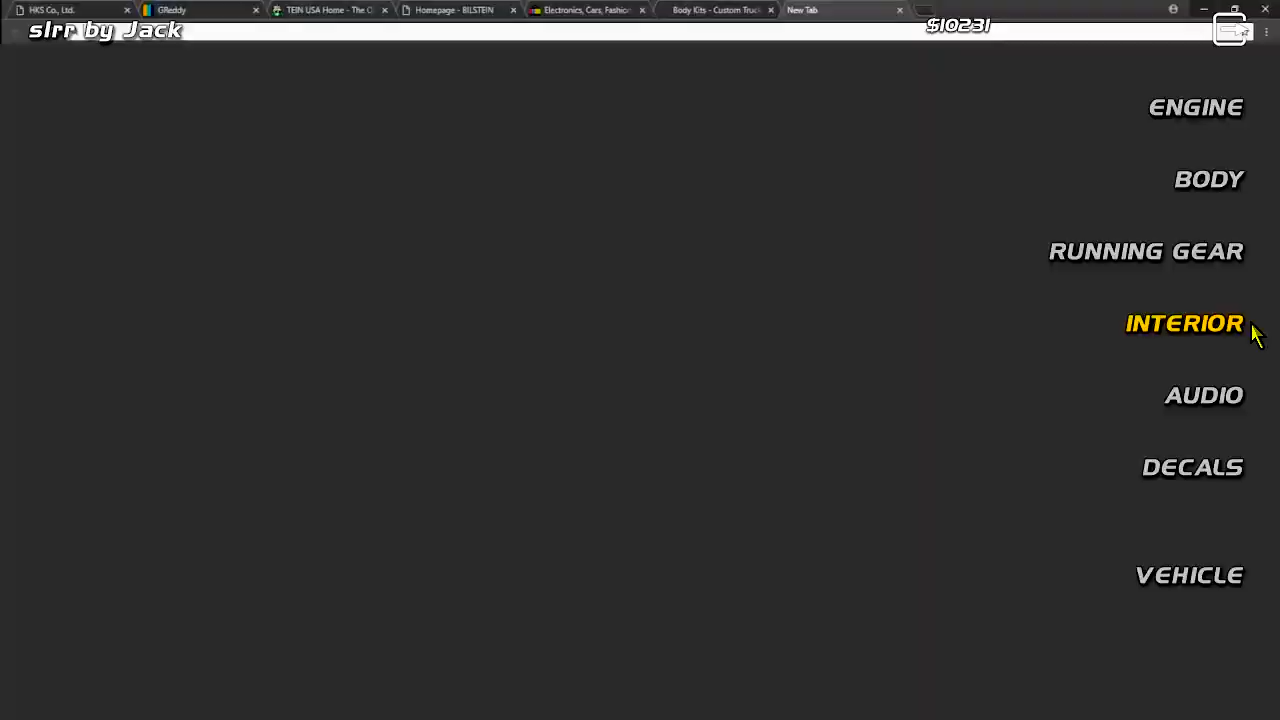 HKS Co., Ltd.
GReddy
TEIN USA Home - The O
Homepage - BILSTEIN
Electronics, Cars, Fashion
Body Kits - Custom Truck
New Tab
slrr by Jack
$10231
ENGINE
BODY
RUNNING GEAR
INTERIOR
AUDIO
DECALS
VEHICLE